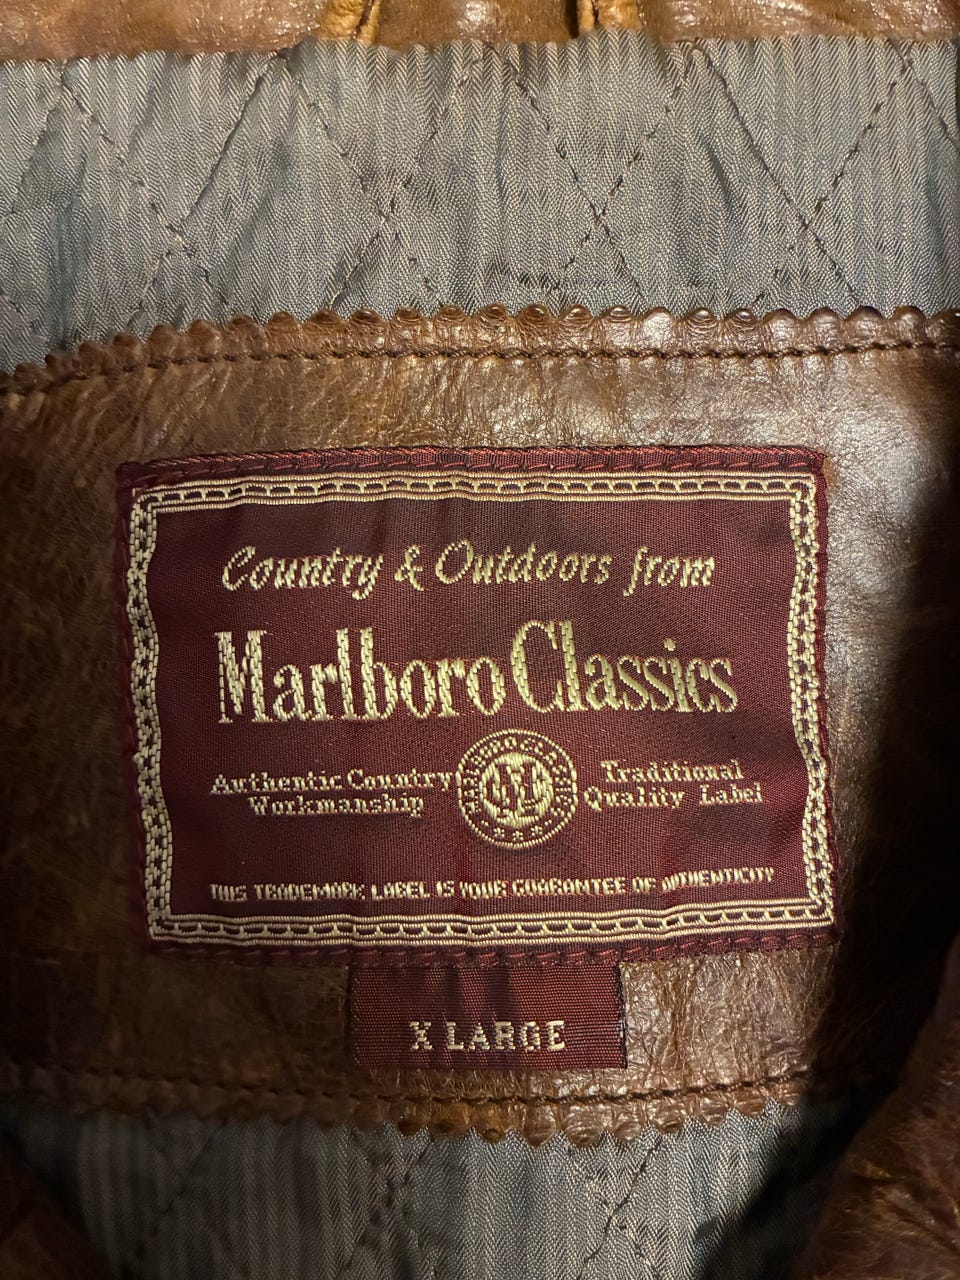 Country & Outdoors from
Marlboro Classics
Authentic Country
Workmanship
Traditional
Quality Label
THIS TRADEMARK LABEL IS YOUR GUARANTEE OF AUTHENTICITY
X LARGE